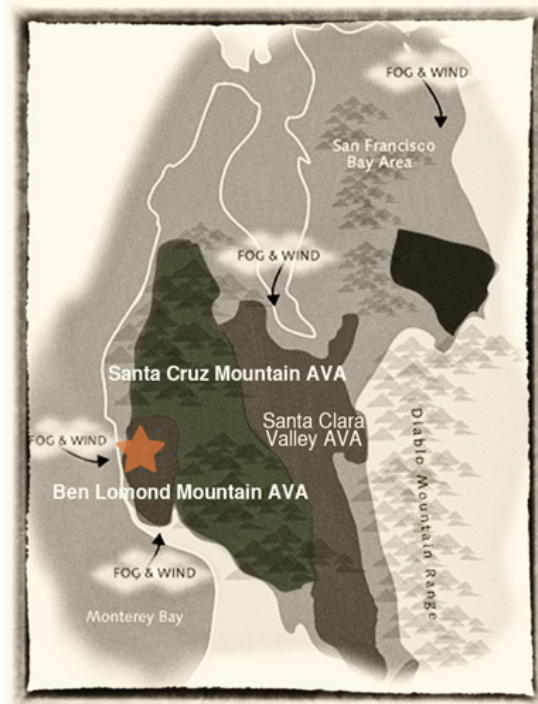 FOG & WIND
San Francisco
Bay Area
FOG & WIND
Santa Cruz Mountain AVA
Santa Clara
Valley AVA
Diablo Mountain Range
FOG & WIND
Ben Lomond Mountain AVA
FOG & WIND
Monterey Bay